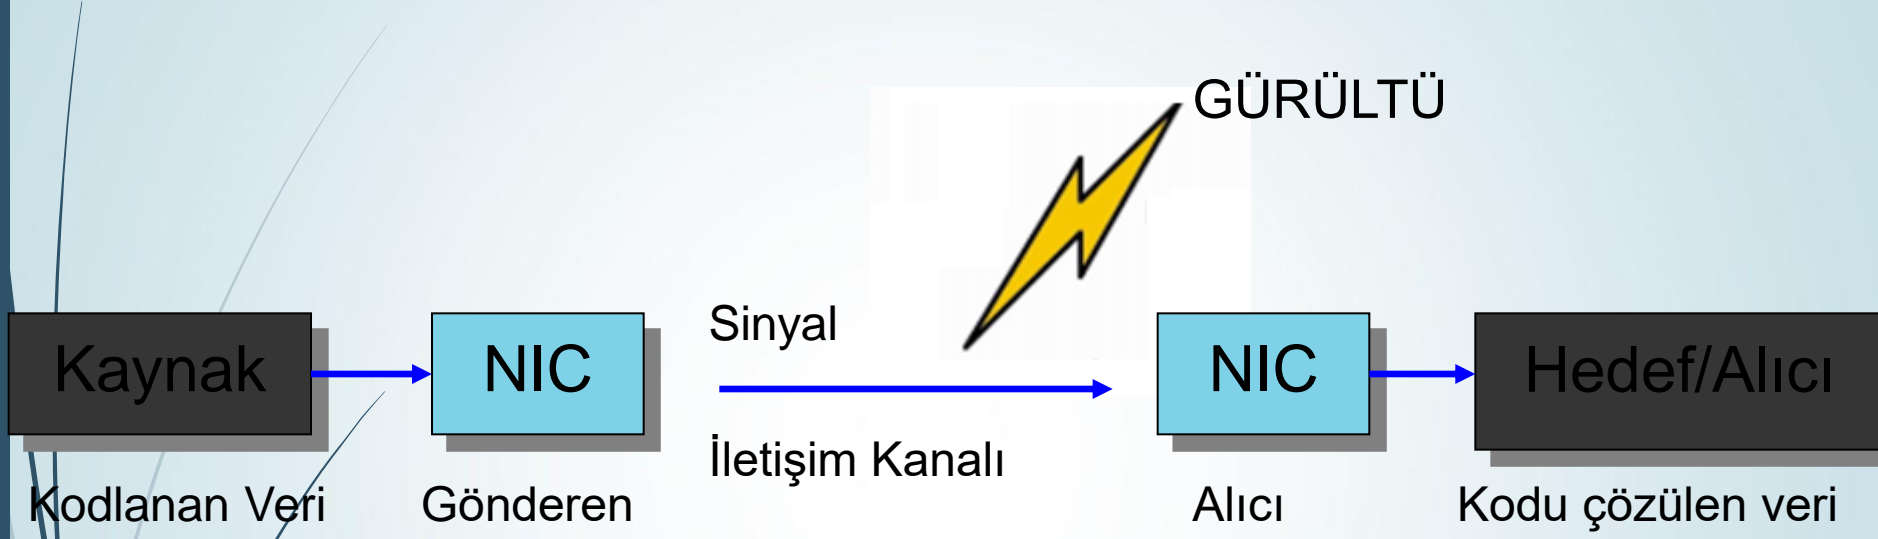 GÜRÜLTÜ
Sinyal
Kaynak
NIC
NIC
Hedef/Alıcı
İletişim Kanalı
Kodlanan Veri
Gönderen
Alıcı
Kodu çözülen veri